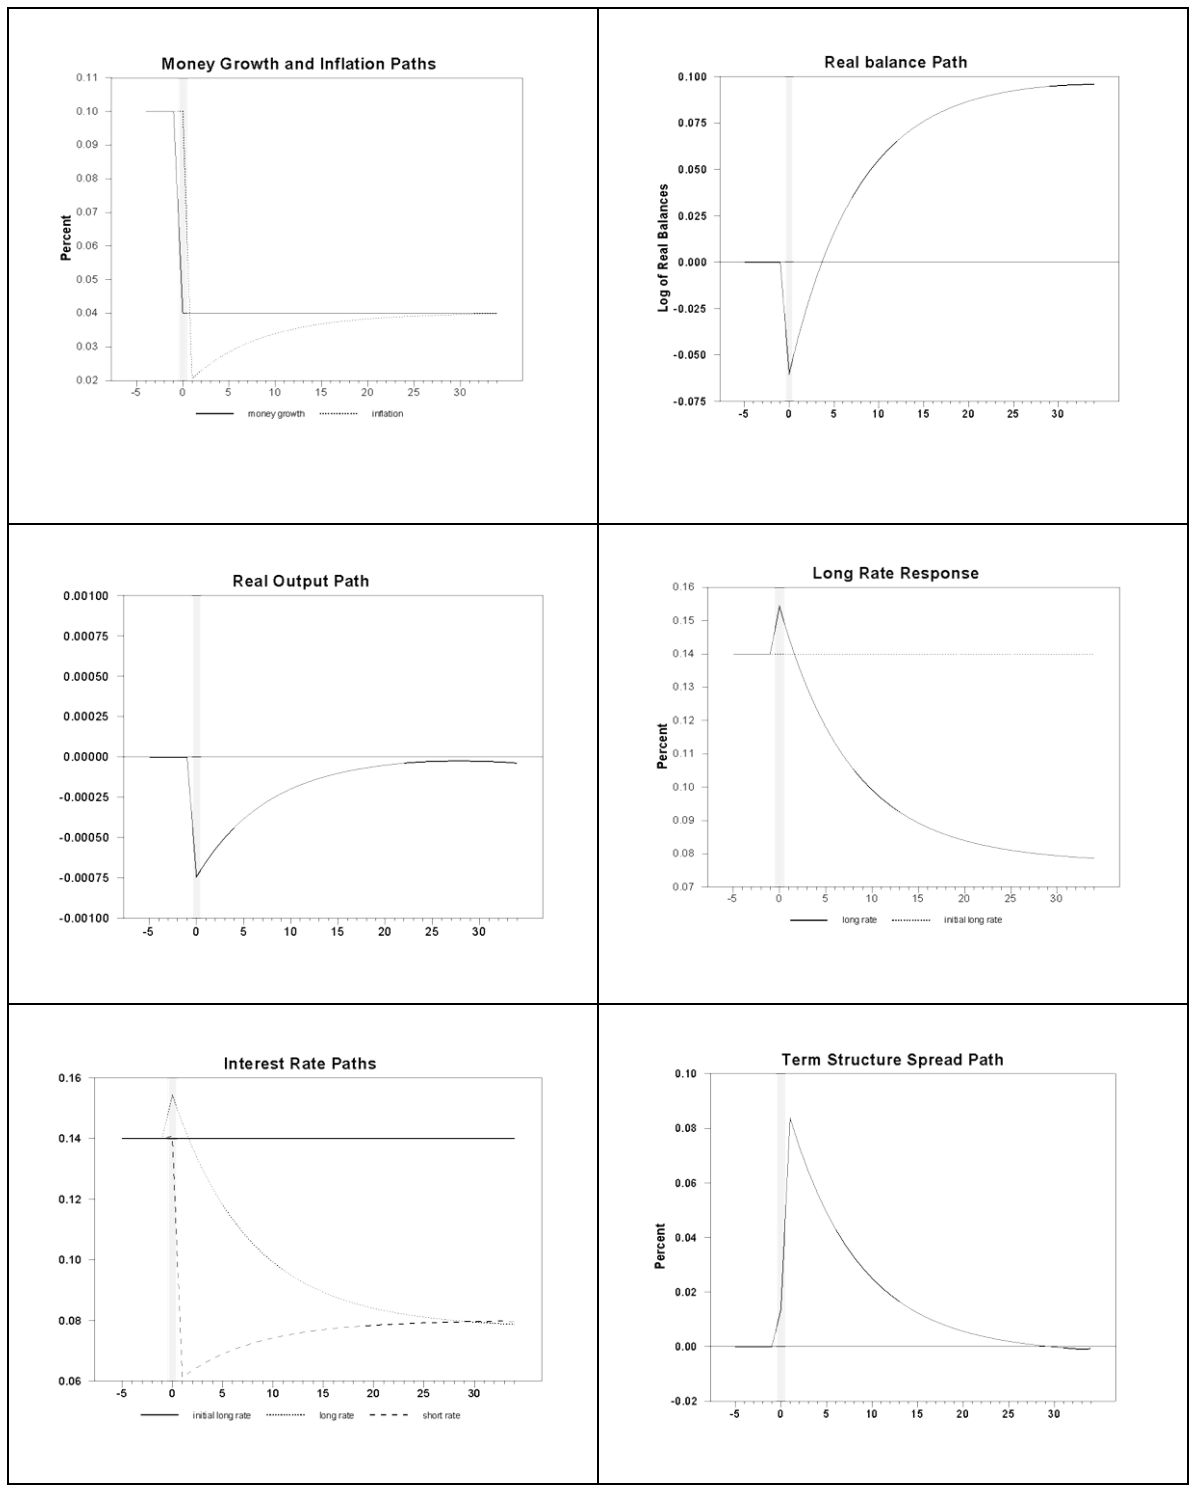 Money Growth and Inflation Paths
0.11
0.10
0.09
0.08
0.07
0.06
0.05
0.04
0.03
0.02
Percent
-5 0 5 10 15 20 25 30
money growth inflation
Real balance Path
0.100
0.075
0.050
0.025
0.000
-0.025
-0.050
-0.075
Log of Real Balances
-5 0 5 10 15 20 25 30
Real Output Path
0.00100
0.00075
0.00050
0.00025
0.00000
-0.00025
-0.00050
-0.00075
-0.00100
-5 0 5 10 15 20 25 30
Long Rate Response
0.16
0.15
0.14
0.13
0.12
0.11
0.10
0.09
0.08
0.07
Percent
-5 0 5 10 15 20 25 30
long rate initial long rate
Interest Rate Paths
0.16
0.14
0.12
0.10
0.08
0.06
-5 0 5 10 15 20 25 30
initial long rate long rate short rate
Term Structure Spread Path
0.10
0.08
0.06
0.04
0.02
0.00
-0.02
Percent
-5 0 5 10 15 20 25 30